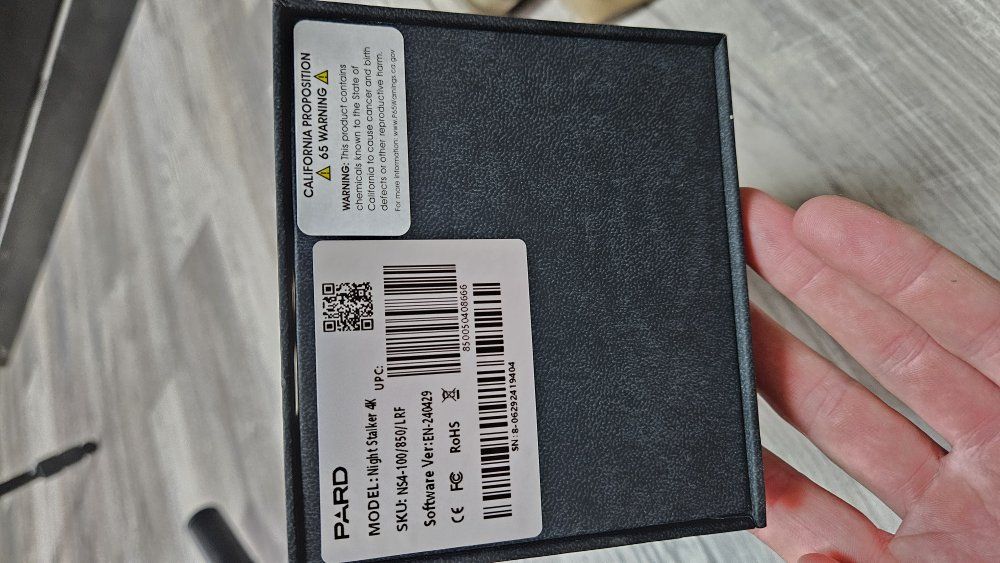 PARD
MODEL: Night Stalker 4K
SKU: NS4-100/850/LRF
UPC:
850050408666
Software Ver:EN-240429
CE FC RoHS
SN: 8-06292419404
CALIFORNIA PROPOSITION
65 WARNING
WARNING: This product contains
chemicals known to the State of
California to cause cancer and birth
defects or other reproductive harm.
For more information: www.P65Warnings.ca.gov